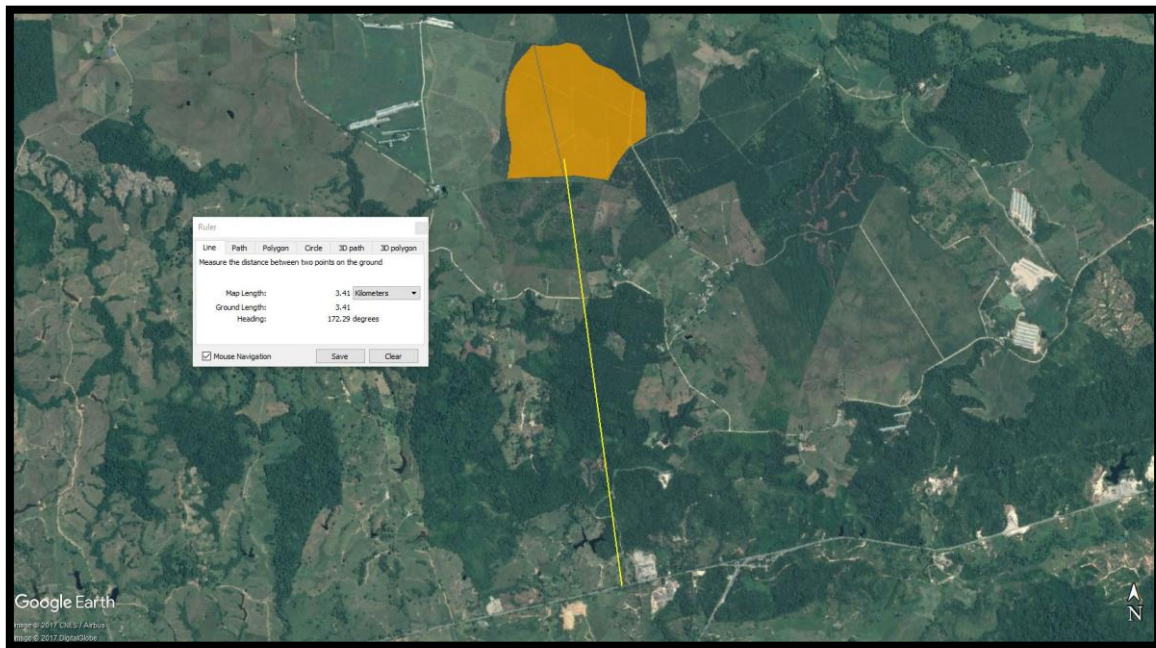 Ruler
Line Path Polygon Circle 3D path 3D polygon
Measure the distance between two points on the ground
Map Length: 3.41 Kilometers
Ground Length: 3.41
Heading: 172.29 degrees
Mouse Navigation Save Clear
Google Earth
Image © 2017 CNES / Airbus
Image © 2017 DigitalGlobe
N